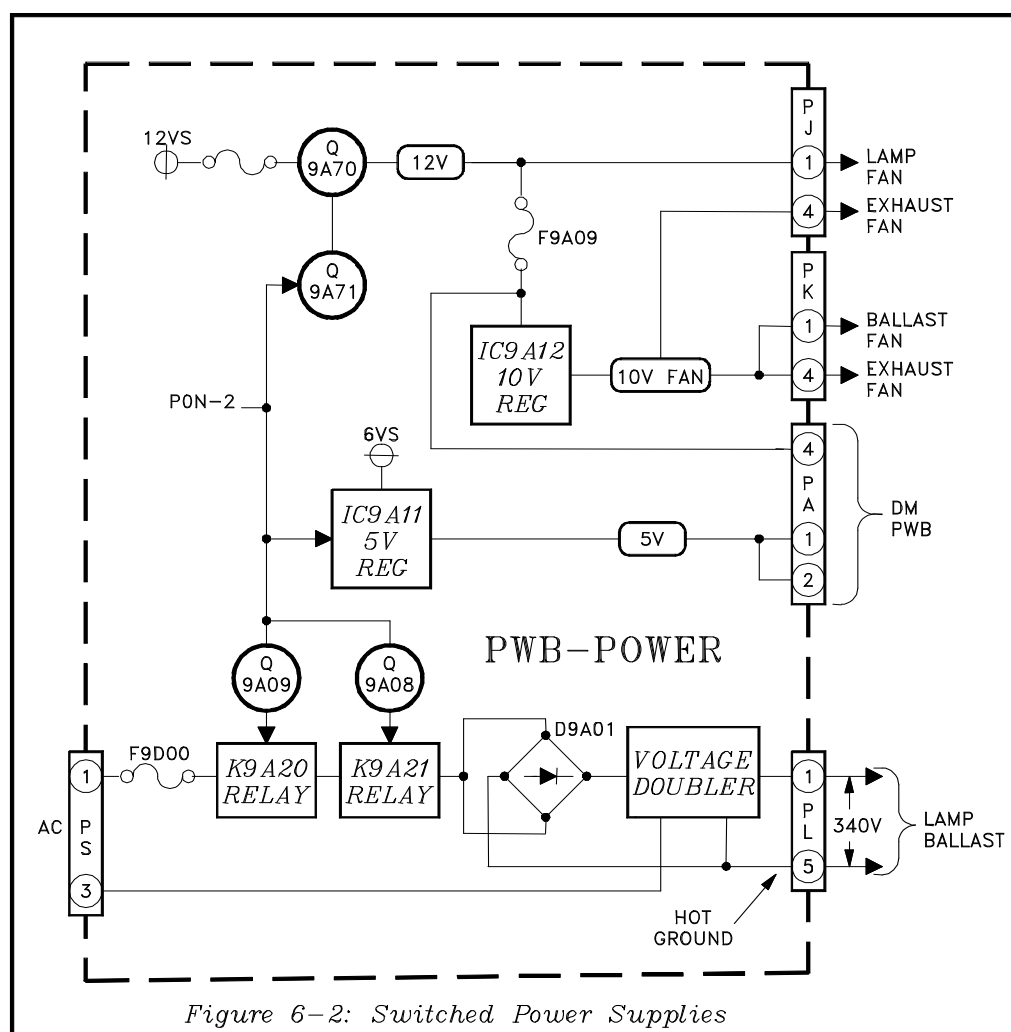 12VS
Q
9A70
12V
P
J
1
LAMP
FAN
4
EXHAUST
FAN
F9A09
Q
9A71
P
K
1
BALLAST
FAN
4
EXHAUST
FAN
IC9A12
10V
REG
10V FAN
PON-2
6VS
4
P
A
1
2
DM
PWB
IC9A11
5V
REG
5V
PWB-POWER
Q
9A09
Q
9A08
D9A01
F9D00
AC
1
P
S
3
K9A20
RELAY
K9A21
RELAY
VOLTAGE
DOUBLER
1
P
L
5
340V
LAMP
BALLAST
HOT
GROUND
Figure 6-2: Switched Power Supplies